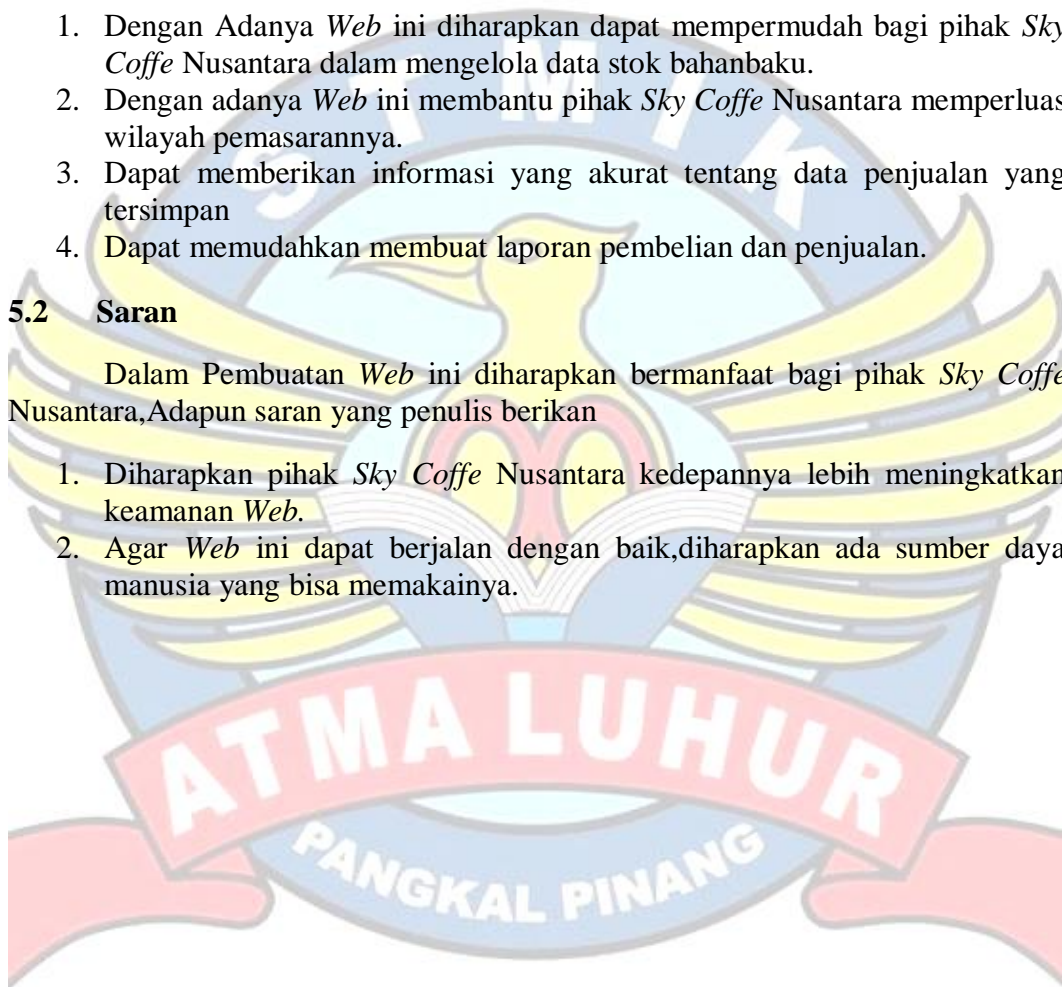 1. Dengan Adanya Web ini diharapkan dapat mempermudah bagi pihak Sky
Coffe Nusantara dalam mengelola data stok bahanbaku.
2. Dengan adanya Web ini membantu pihak Sky Coffe Nusantara memperluas
wilayah pemasarannya.
3. Dapat memberikan informasi yang akurat tentang data penjualan yang
tersimpan
4. Dapat memudahkan membuat laporan pembelian dan penjualan.
5.2 Saran
Dalam Pembuatan Web ini diharapkan bermanfaat bagi pihak Sky Coffe
Nusantara,Adapun saran yang penulis berikan
1. Diharapkan pihak Sky Coffe Nusantara kedepannya lebih meningkatkan
keamanan Web.
2. Agar Web ini dapat berjalan dengan baik,diharapkan ada sumber daya
manusia yang bisa memakainya.
STMIK
ATMA LUHUR
PANGKAL PINANG